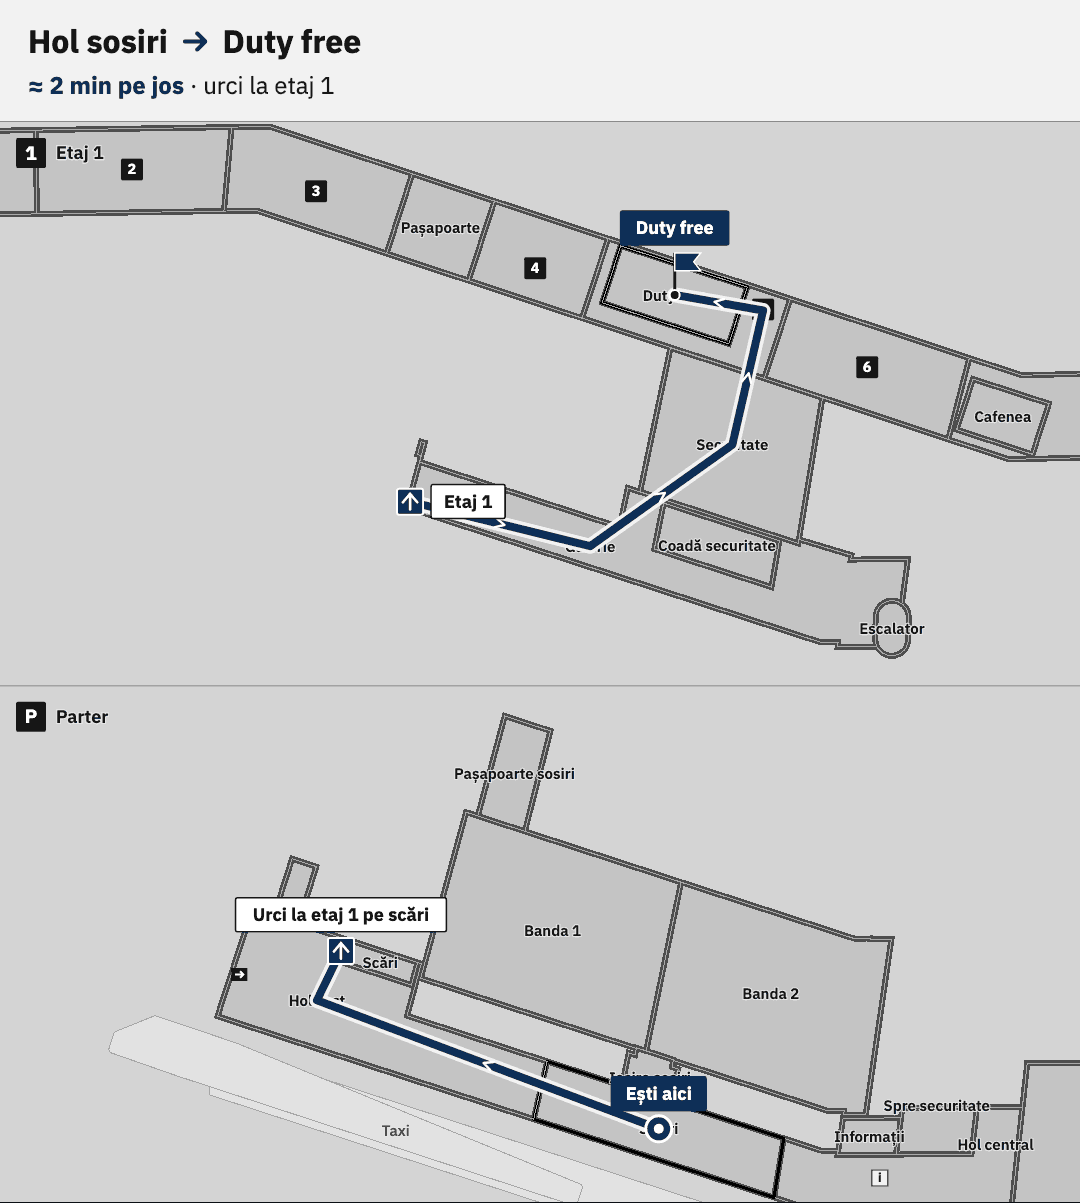 Hol sosiri → Duty free
≈ 2 min pe jos · urci la etaj 1
1 Etaj 1
2
3
Pașapoarte
4
Duty free
6
Cafenea
Etaj 1
Coadă securitate
Escalator
P Parter
Pașapoarte sosiri
Urci la etaj 1 pe scări
Banda 1
Scări
Banda 2
Ești aici
Spre securitate
Taxi
Informații
Hol central
i